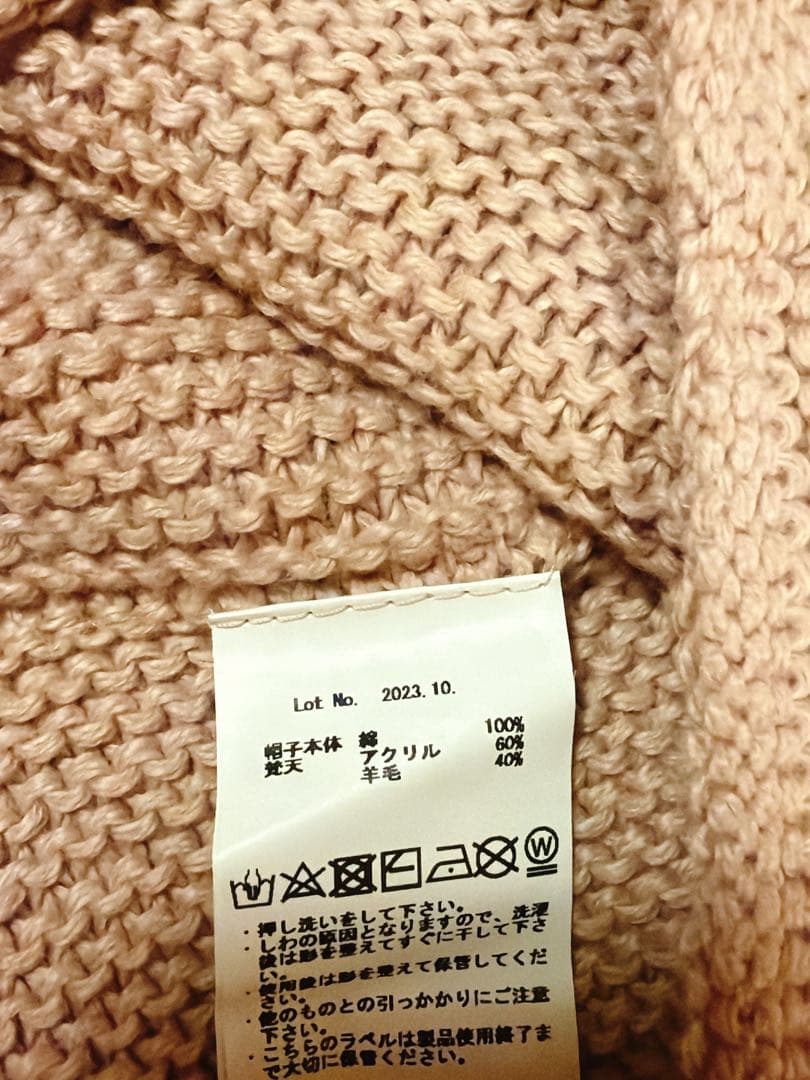 Lot No. 2023.10.
帽子本体 綿 100%
梵天 アクリル 60%
羊毛 40%
W
・押し洗いをして下さい。
・しわの原因となりますので、洗濯
後は形を整えてすぐに干して下さ
い。
・使用後は形を整えて保管してくだ
さい。
・他のものとの引っかかりにご注意
下さい。
・こちらのラベルは製品使用終了ま
で大切に保管ください。